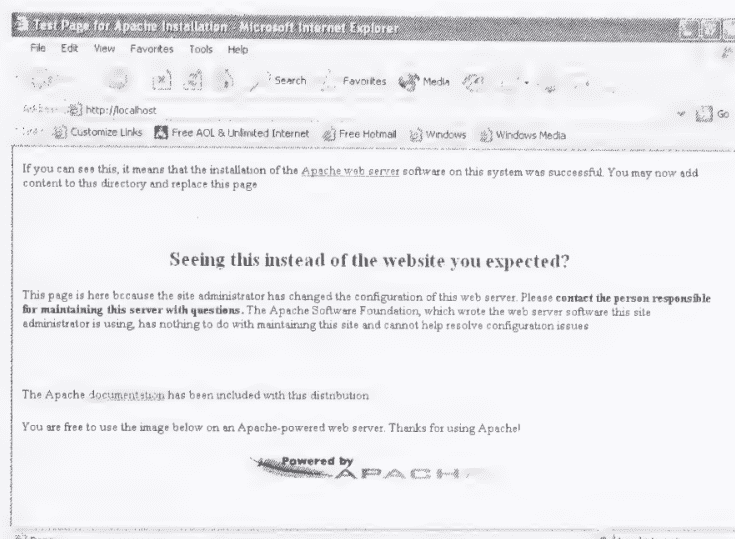 Test Page for Apache Installation - Microsoft Internet Explorer
File Edit View Favorites Tools Help
Search Favorites Media
Address http://localhost Go
Customize Links Free AOL & Unlimited Internet Free Hotmail Windows Windows Media
If you can see this, it means that the installation of the Apache web server software on this system was successful. You may now add
content to this directory and replace this page
Seeing this instead of the website you expected?
This page is here because the site administrator has changed the configuration of this web server. Please contact the person responsible
for maintaining this server with questions. The Apache Software Foundation, which wrote the web server software this site
administrator is using, has nothing to do with maintaining this site and cannot help resolve configuration issues
The Apache documentation has been included with this distribution
You are free to use the image below on an Apache-powered web server. Thanks for using Apache!
Powered by
APACH